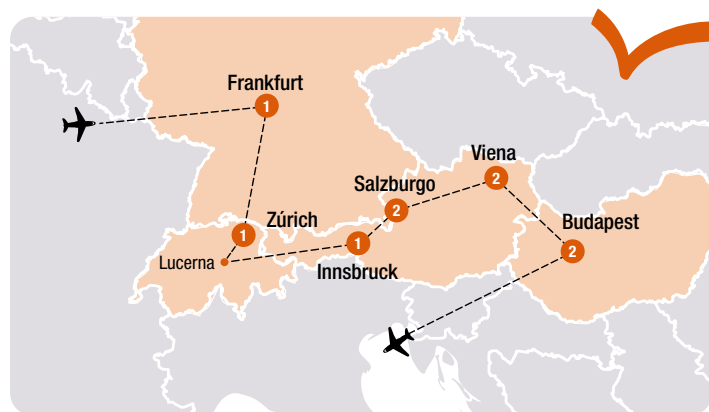 Frankfurt
1
Zúrich
1
Lucerna
Innsbruck
1
Salzburgo
2
Viena
2
Budapest
2